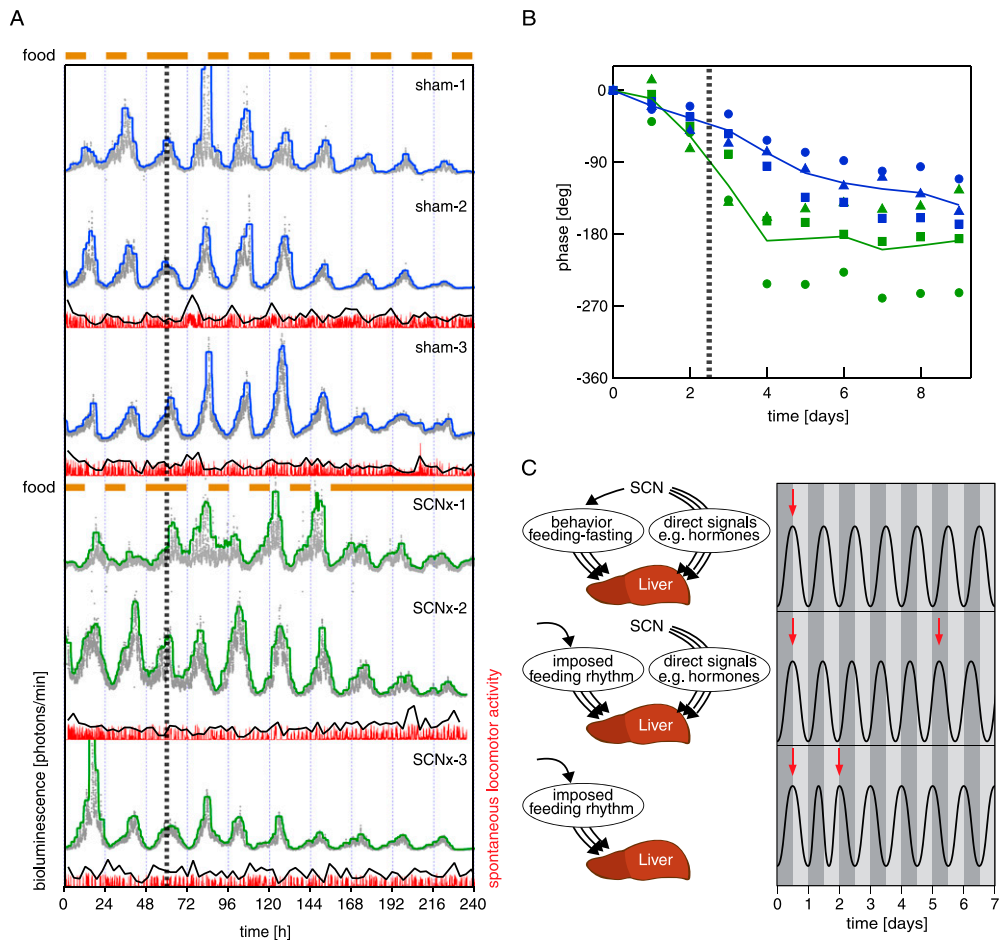 A
food
sham-1
sham-2
sham-3
food
SCNx-1
SCNx-2
SCNx-3
bioluminescence [photons/min]
spontaneous locomotor activity
0 24 48 72 96 120 144 168 192 216 240
time [h]
B
0
-90
-180
-270
-360
phase [deg]
0 2 4 6 8
time [days]
C
SCN
behavior
feeding-fasting
direct signals
e.g. hormones
Liver
SCN
imposed
feeding rhythm
direct signals
e.g. hormones
Liver
imposed
feeding rhythm
Liver
0 1 2 3 4 5 6 7
time [days]